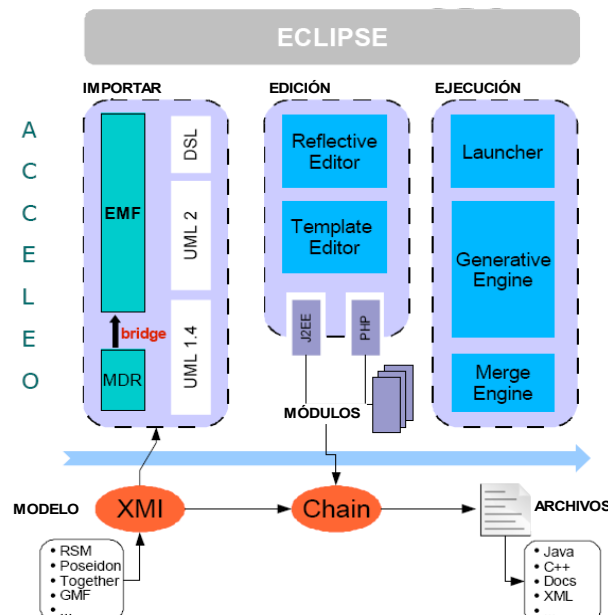 ECLIPSE
IMPORTAR
EDICIÓN
EJECUCIÓN
ACCELEO
EMF
DSL
UML 2
UML 1.4
bridge
MDR
Reflective
Editor
Template
Editor
J2EE
PHP
MÓDULOS
Launcher
Generative
Engine
Merge
Engine
MODELO
XMI
Chain
ARCHIVOS
• RSM
• Poseidon
• Together
• GMF
• ...
• Java
• C++
• Docs
• XML
•